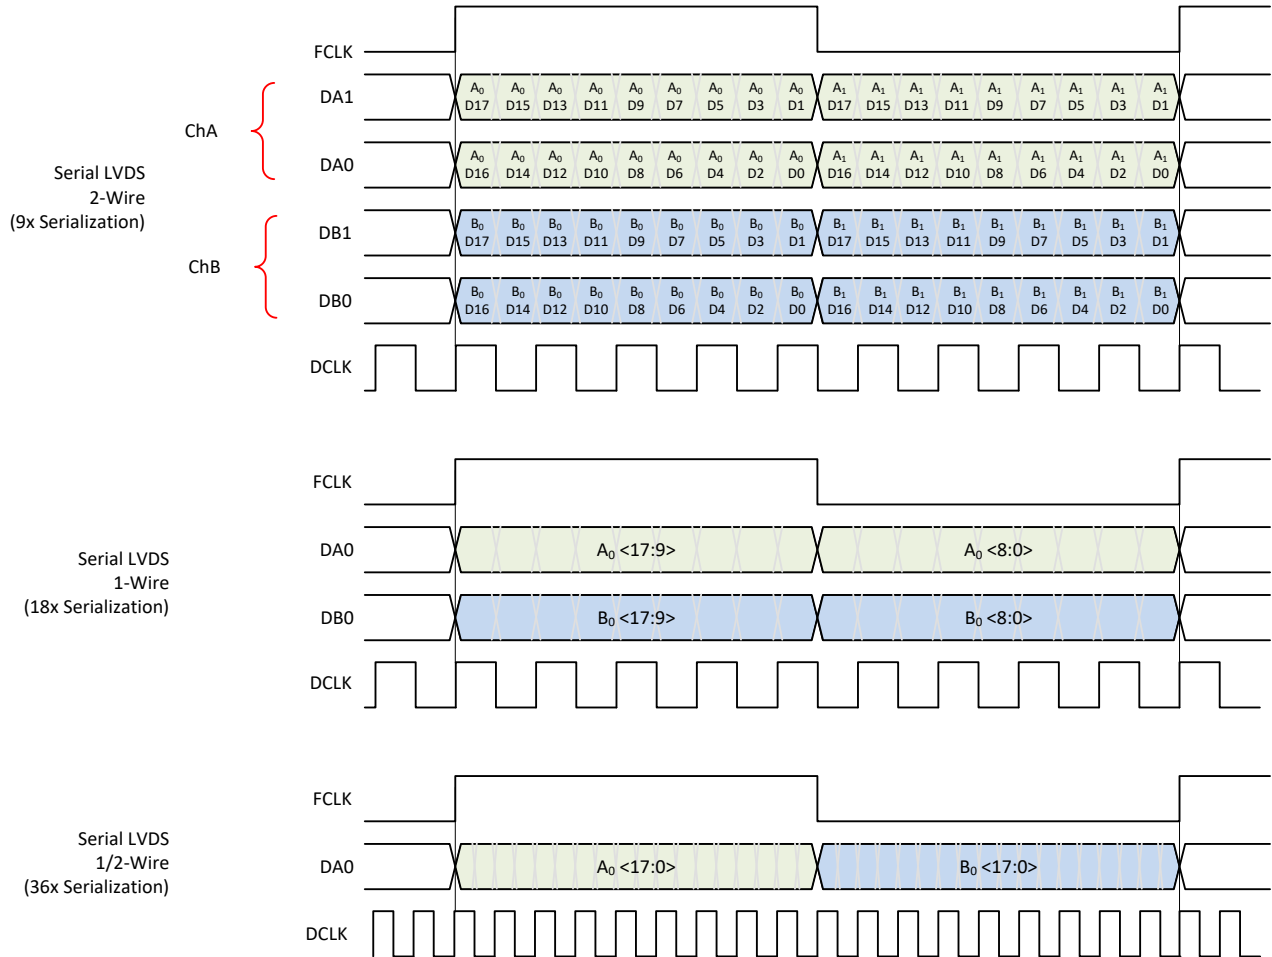 FCLK
DA1
A0 A0 A0 A0 A0 A0 A0 A0 A0 A1 A1 A1 A1 A1 A1 A1 A1 A1
D17 D15 D13 D11 D9 D7 D5 D3 D1 D17 D15 D13 D11 D9 D7 D5 D3 D1
ChA
DA0
A0 A0 A0 A0 A0 A0 A0 A0 A0 A1 A1 A1 A1 A1 A1 A1 A1 A1
D16 D14 D12 D10 D8 D6 D4 D2 D0 D16 D14 D12 D10 D8 D6 D4 D2 D0
Serial LVDS
2-Wire
(9x Serialization)
DB1
B0 B0 B0 B0 B0 B0 B0 B0 B0 B1 B1 B1 B1 B1 B1 B1 B1 B1
D17 D15 D13 D11 D9 D7 D5 D3 D1 D17 D15 D13 D11 D9 D7 D5 D3 D1
ChB
DB0
B0 B0 B0 B0 B0 B0 B0 B0 B0 B1 B1 B1 B1 B1 B1 B1 B1 B1
D16 D14 D12 D10 D8 D6 D4 D2 D0 D16 D14 D12 D10 D8 D6 D4 D2 D0
DCLK
FCLK
Serial LVDS
1-Wire
(18x Serialization)
DA0 A0 <17:9> A0 <8:0>
DB0 B0 <17:9> B0 <8:0>
DCLK
FCLK
Serial LVDS
1/2-Wire
(36x Serialization)
DA0 A0 <17:0> B0 <17:0>
DCLK